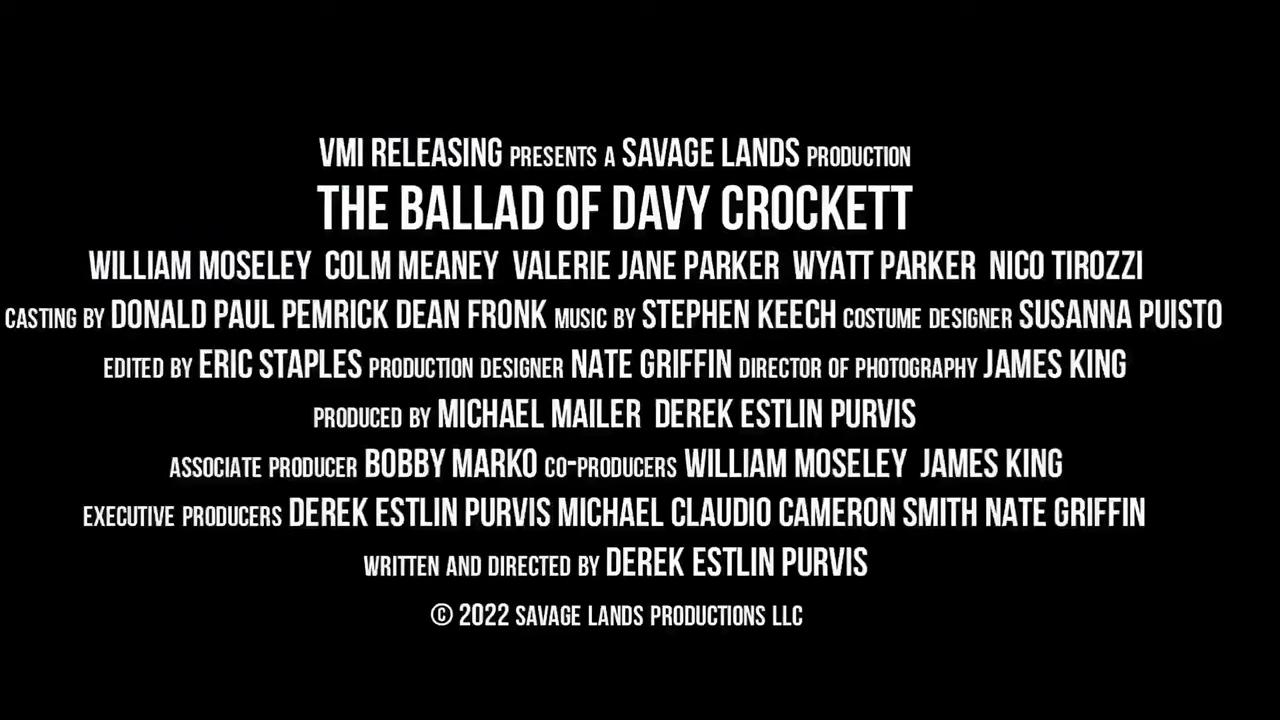 VMI RELEASING PRESENTS A SAVAGE LANDS PRODUCTION
THE BALLAD OF DAVY CROCKETT
WILLIAM MOSELEY COLM MEANEY VALERIE JANE PARKER WYATT PARKER NICO TIROZZI
CASTING BY DONALD PAUL PEMRICK DEAN FRONK MUSIC BY STEPHEN KEECH COSTUME DESIGNER SUSANNA PUISTO
EDITED BY ERIC STAPLES PRODUCTION DESIGNER NATE GRIFFIN DIRECTOR OF PHOTOGRAPHY JAMES KING
PRODUCED BY MICHAEL MAILER DEREK ESTLIN PURVIS
ASSOCIATE PRODUCER BOBBY MARKO CO-PRODUCERS WILLIAM MOSELEY JAMES KING
EXECUTIVE PRODUCERS DEREK ESTLIN PURVIS MICHAEL CLAUDIO CAMERON SMITH NATE GRIFFIN
WRITTEN AND DIRECTED BY DEREK ESTLIN PURVIS
© 2022 SAVAGE LANDS PRODUCTIONS LLC